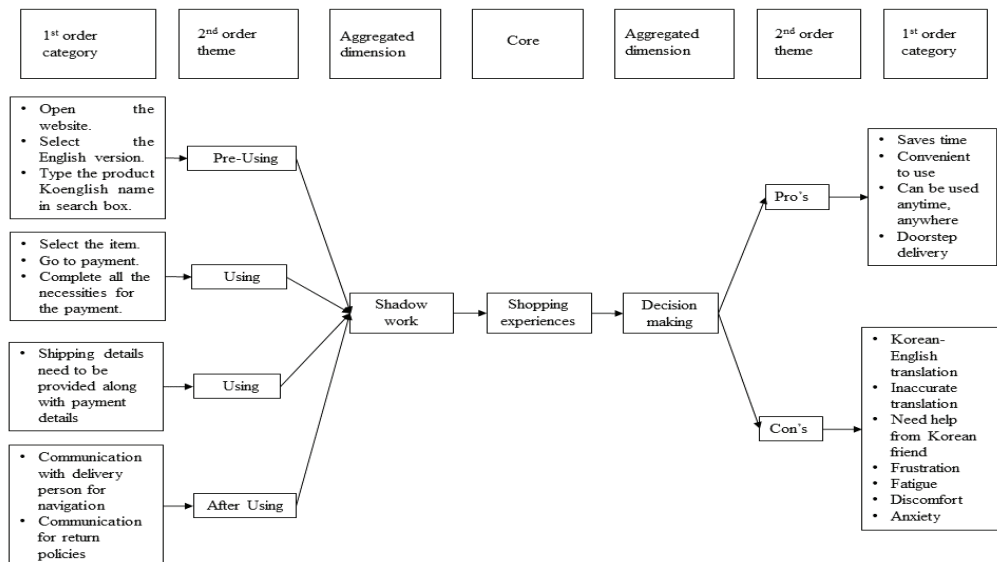 1st order
category
2nd order
theme
Aggregated
dimension
Core
Aggregated
dimension
2nd order
theme
1st order
category
• Open the
website.
• Select the
English version.
• Type the product
Koenglish name
in search box.
Pre-Using
• Select the item.
• Go to payment.
• Complete all the
necessities for
the payment.
Using
• Shipping details
need to be
provided along
with payment
details
Using
• Communication
with delivery
person for
navigation
• Communication
for return
policies
After Using
Shadow
work
Shopping
experiences
Decision
making
Pro's
• Saves time
• Convenient
to use
• Can be used
anytime,
anywhere
• Doorstep
delivery
Con's
• Korean-
English
translation
• Inaccurate
translation
• Need help
from Korean
friend
• Frustration
• Fatigue
• Discomfort
• Anxiety